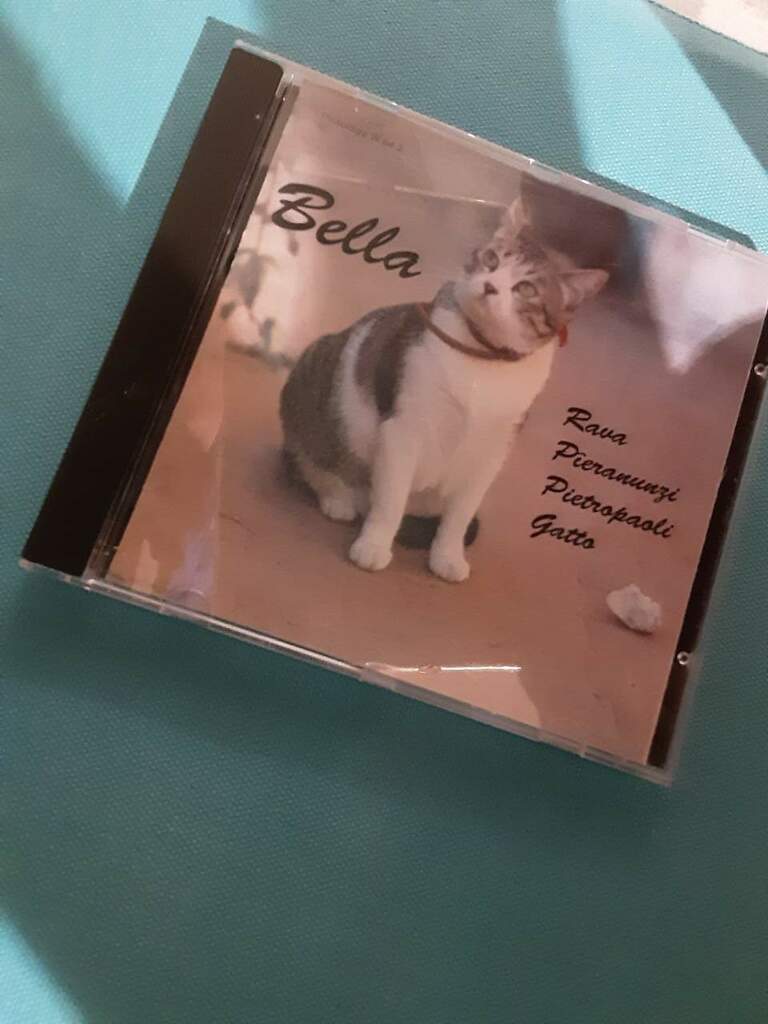 Bella
Rava
Pieranunzi
Pietropaoli
Gatto